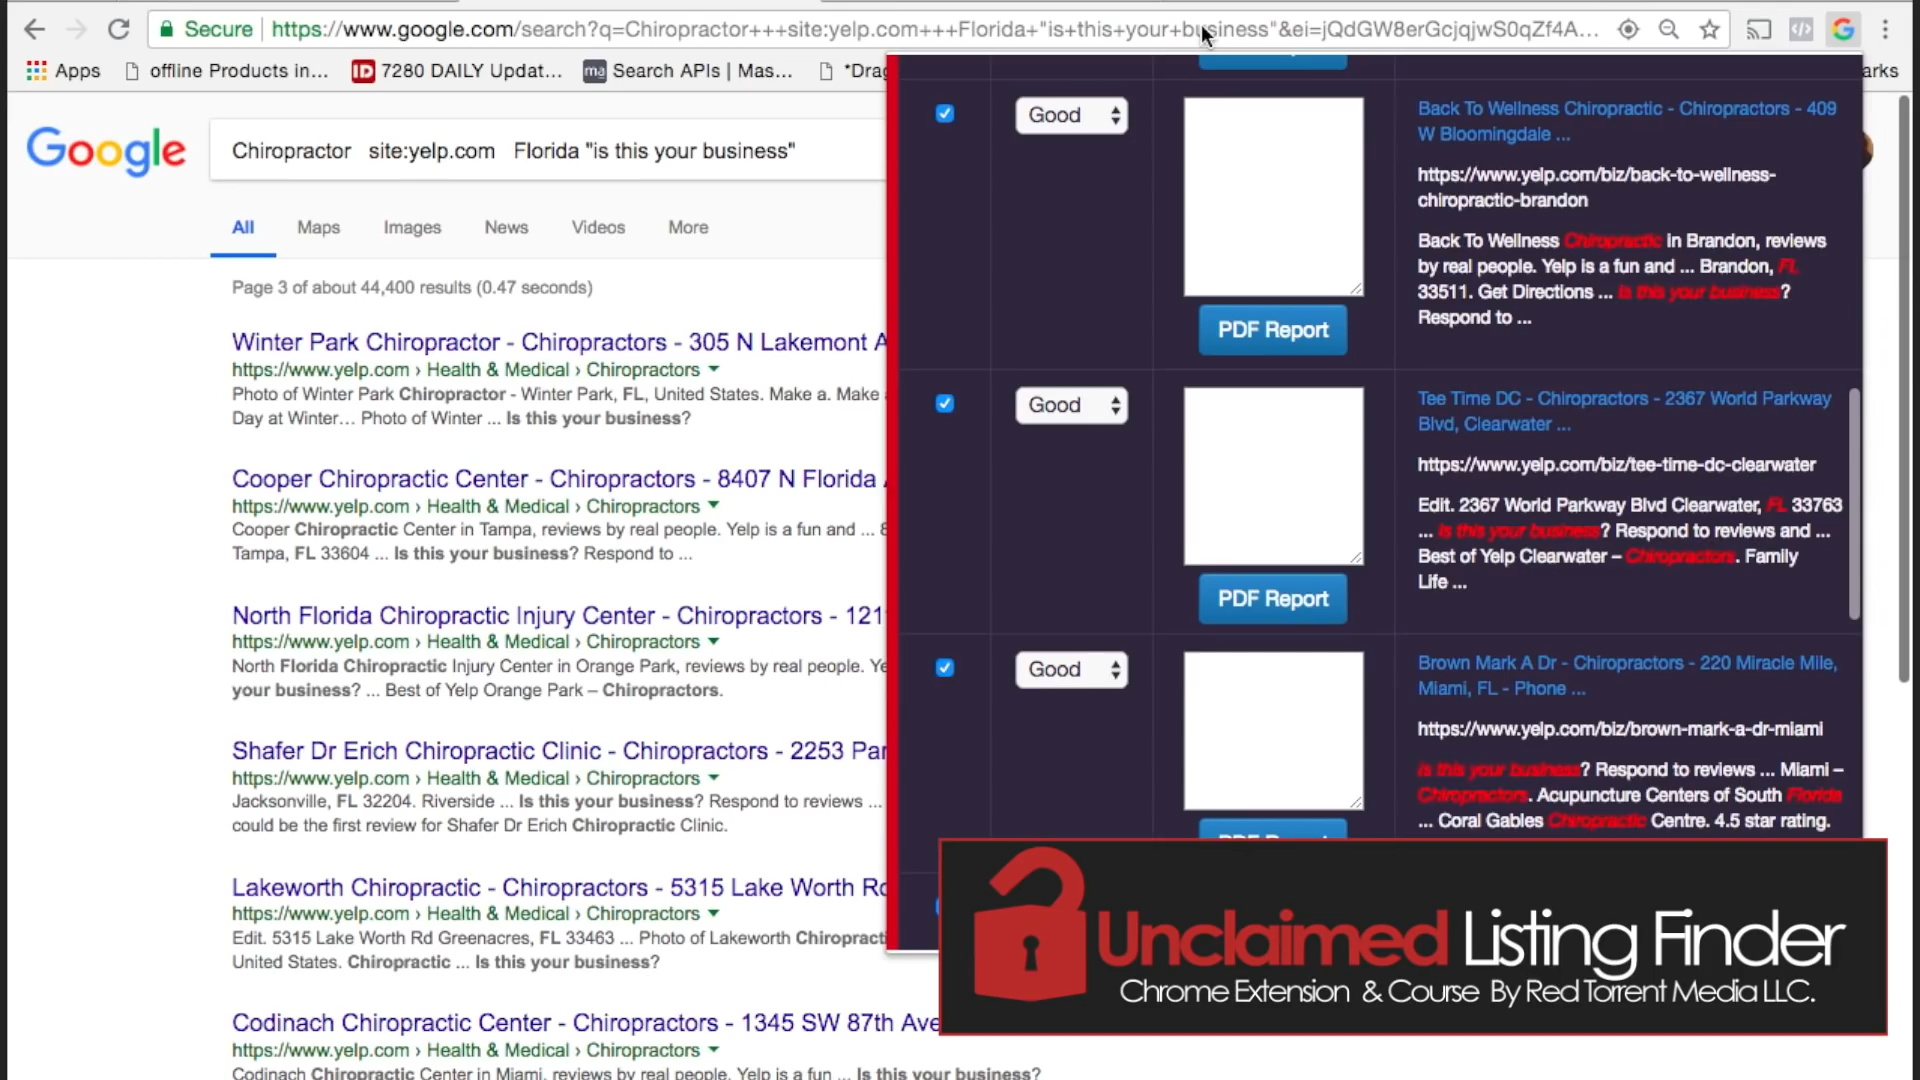 Secure
https://www.google.com/search?q=Chiropractor+++site:yelp.com+++Florida+"is+this+your+business"&ei=jQdGW8erGcjqjwS0qZf4A...
Apps
offline Products in...
7280 DAILY Updat...
Search APIs | Mas...
*Drag
arks
Google
Chiropractor site:yelp.com Florida "is this your business"
All
Maps
Images
News
Videos
More
Page 3 of about 44,400 results (0.47 seconds)
Winter Park Chiropractor - Chiropractors - 305 N Lakemont A
https://www.yelp.com › Health & Medical › Chiropractors
Photo of Winter Park Chiropractor - Winter Park, FL, United States. Make a. Make
Day at Winter… Photo of Winter ... Is this your business?
Cooper Chiropractic Center - Chiropractors - 8407 N Florida
https://www.yelp.com › Health & Medical › Chiropractors
Cooper Chiropractic Center in Tampa, reviews by real people. Yelp is a fun and ... 8
Tampa, FL 33604 ... Is this your business? Respond to ...
North Florida Chiropractic Injury Center - Chiropractors - 121
https://www.yelp.com › Health & Medical › Chiropractors
North Florida Chiropractic Injury Center in Orange Park, reviews by real people. Ye
your business? ... Best of Yelp Orange Park – Chiropractors.
Shafer Dr Erich Chiropractic Clinic - Chiropractors - 2253 Par
https://www.yelp.com › Health & Medical › Chiropractors
Jacksonville, FL 32204. Riverside ... Is this your business? Respond to reviews ...
could be the first review for Shafer Dr Erich Chiropractic Clinic.
Lakeworth Chiropractic - Chiropractors - 5315 Lake Worth Rd
https://www.yelp.com › Health & Medical › Chiropractors
Edit. 5315 Lake Worth Rd Greenacres, FL 33463 ... Photo of Lakeworth Chiropracti
United States. Chiropractic ... Is this your business?
Codinach Chiropractic Center - Chiropractors - 1345 SW 87th Ave
https://www.yelp.com › Health & Medical › Chiropractors
Codinach Chiropractic Center in Miami, reviews by real people. Yelp is a fun ... Is this your business?
Good
PDF Report
Back To Wellness Chiropractic - Chiropractors - 409
W Bloomingdale ...
https://www.yelp.com/biz/back-to-wellness-
chiropractic-brandon
Back To Wellness Chiropractic in Brandon, reviews
by real people. Yelp is a fun and ... Brandon, FL
33511. Get Directions ... Is this your business?
Respond to ...
Good
PDF Report
Tee Time DC - Chiropractors - 2367 World Parkway
Blvd, Clearwater ...
https://www.yelp.com/biz/tee-time-dc-clearwater
Edit. 2367 World Parkway Blvd Clearwater, FL 33763
... Is this your business? Respond to reviews and ...
Best of Yelp Clearwater – Chiropractors. Family
Life ...
Good
PDF Report
Brown Mark A Dr - Chiropractors - 220 Miracle Mile,
Miami, FL - Phone ...
https://www.yelp.com/biz/brown-mark-a-dr-miami
Is this your business? Respond to reviews ... Miami –
Chiropractors. Acupuncture Centers of South Florida
... Coral Gables Chiropractic Centre. 4.5 star rating.
Unclaimed Listing Finder
Chrome Extension & Course By Red Torrent Media LLC.